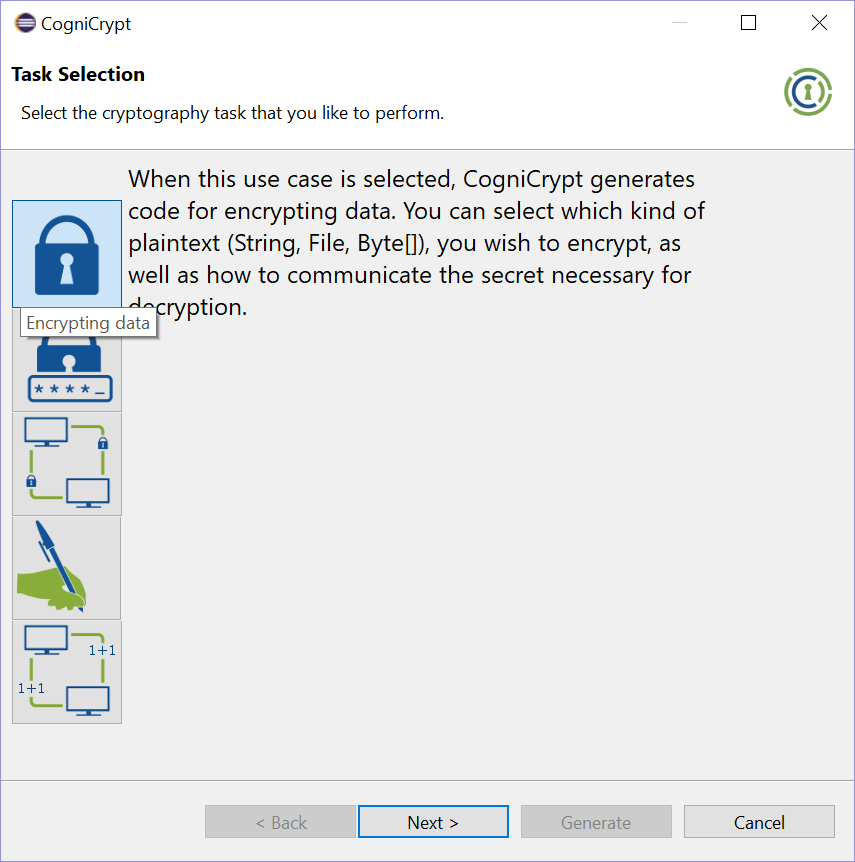 CogniCrypt
Task Selection
Select the cryptography task that you like to perform.
When this use case is selected, CogniCrypt generates
code for encrypting data. You can select which kind of
plaintext (String, File, Byte[]), you wish to encrypt, as
well as how to communicate the secret necessary for
decryption.
Encrypting data
* * * * _
1+1
1+1
< Back
Next >
Generate
Cancel